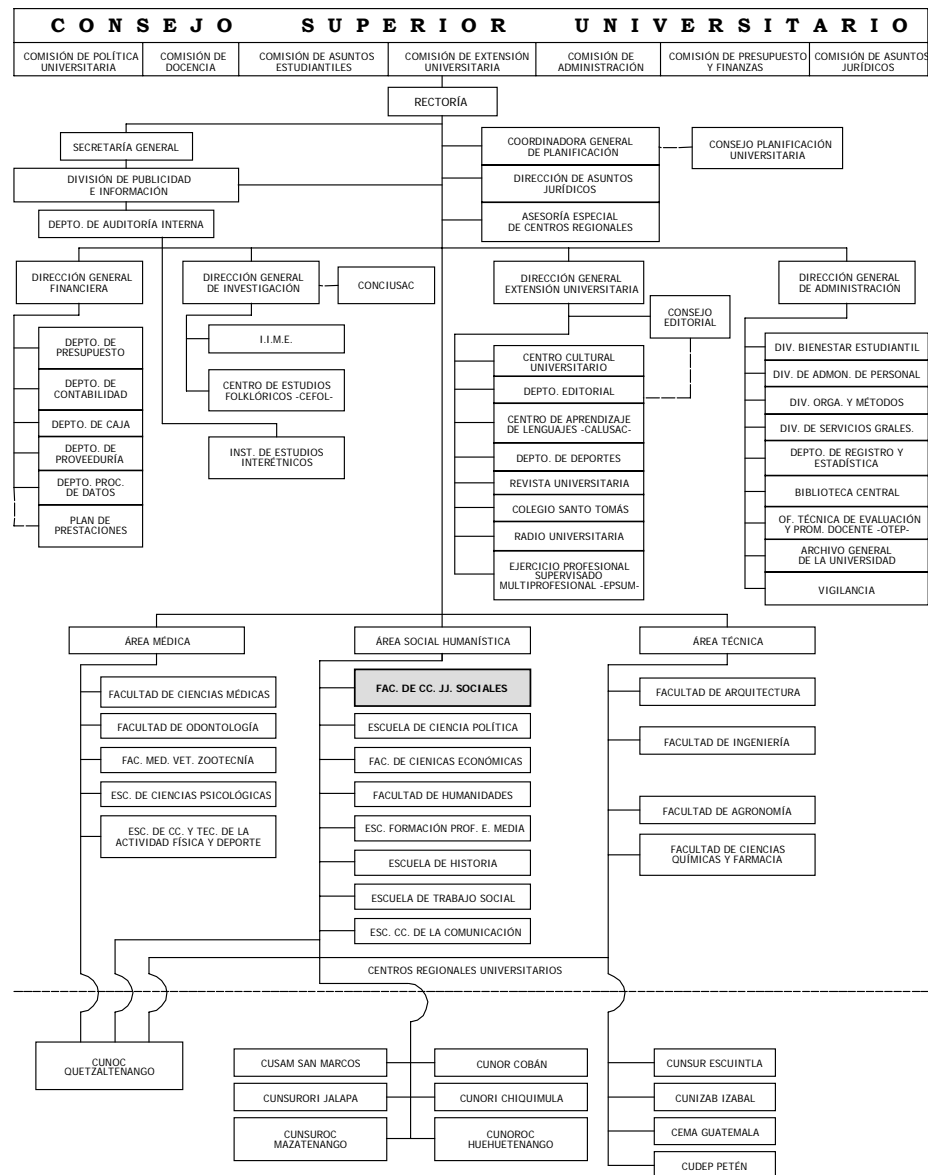 CONSEJO SUPERIOR UNIVERSITARIO
COMISIÓN DE POLÍTICA
UNIVERSITARIA
COMISIÓN DE
DOCENCIA
COMISIÓN DE ASUNTOS
ESTUDIANTILES
COMISIÓN DE EXTENSIÓN
UNIVERSITARIA
COMISIÓN DE
ADMINISTRACIÓN
COMISIÓN DE PRESUPUESTO
Y FINANZAS
COMISIÓN DE ASUNTOS
JURÍDICOS
RECTORÍA
SECRETARÍA GENERAL
DIVISIÓN DE PUBLICIDAD
E INFORMACIÓN
DEPTO. DE AUDITORÍA INTERNA
COORDINADORA GENERAL
DE PLANIFICACIÓN
CONSEJO PLANIFICACIÓN
UNIVERSITARIA
DIRECCIÓN DE ASUNTOS
JURÍDICOS
ASESORÍA ESPECIAL
DE CENTROS REGIONALES
DIRECCIÓN GENERAL
FINANCIERA
DEPTO. DE
PRESUPUESTO
DEPTO. DE
CONTABILIDAD
DEPTO. DE CAJA
DEPTO. DE
PROVEEDURÍA
DEPTO. PROC.
DE DATOS
PLAN DE
PRESTACIONES
DIRECCIÓN GENERAL
DE INVESTIGACIÓN
CONCIUSAC
I.I.M.E.
CENTRO DE ESTUDIOS
FOLKLÓRICOS -CEFOL-
INST. DE ESTUDIOS
INTERÉTNICOS
DIRECCIÓN GENERAL
EXTENSIÓN UNIVERSITARIA
CONSEJO
EDITORIAL
CENTRO CULTURAL
UNIVERSITARIO
DEPTO. EDITORIAL
CENTRO DE APRENDIZAJE
DE LENGUAJES -CALUSAC-
DEPTO. DE DEPORTES
REVISTA UNIVERSITARIA
COLEGIO SANTO TOMÁS
RADIO UNIVERSITARIA
EJERCICIO PROFESIONAL
SUPERVISADO
MULTIPROFESIONAL -EPSUM-
DIRECCIÓN GENERAL
DE ADMINISTRACIÓN
DIV. BIENESTAR ESTUDIANTIL
DIV. DE ADMON. DE PERSONAL
DIV. ORGA. Y MÉTODOS
DIV. DE SERVICIOS GRALES.
DEPTO. DE REGISTRO Y
ESTADÍSTICA
BIBLIOTECA CENTRAL
OF. TÉCNICA DE EVALUACIÓN
Y PROM. DOCENTE -OTEP-
ARCHIVO GENERAL
DE LA UNIVERSIDAD
VIGILANCIA
ÁREA MÉDICA
FACULTAD DE CIENCIAS MÉDICAS
FACULTAD DE ODONTOLOGÍA
FAC. MED. VET. ZOOTECNÍA
ESC. DE CIENCIAS PSICOLÓGICAS
ESC. DE CC. Y TEC. DE LA
ACTIVIDAD FÍSICA Y DEPORTE
ÁREA SOCIAL HUMANÍSTICA
FAC. DE CC. JJ. SOCIALES
ESCUELA DE CIENCIA POLÍTICA
FAC. DE CIENICAS ECONÓMICAS
FACULTAD DE HUMANIDADES
ESC. FORMACIÓN PROF. E. MEDIA
ESCUELA DE HISTORIA
ESCUELA DE TRABAJO SOCIAL
ESC. CC. DE LA COMUNICACIÓN
ÁREA TÉCNICA
FACULTAD DE ARQUITECTURA
FACULTAD DE INGENIERÍA
FACULTAD DE AGRONOMÍA
FACULTAD DE CIENCIAS
QUÍMICAS Y FARMACIA
CENTROS REGIONALES UNIVERSITARIOS
CUNOC
QUETZALTENANGO
CUSAM SAN MARCOS
CUNOR COBÁN
CUNSURORI JALAPA
CUNORI CHIQUIMULA
CUNSUROC
MAZATENANGO
CUNOROC
HUEHUETENANGO
CUNSUR ESCUINTLA
CUNIZAB IZABAL
CEMA GUATEMALA
CUDEP PETÉN